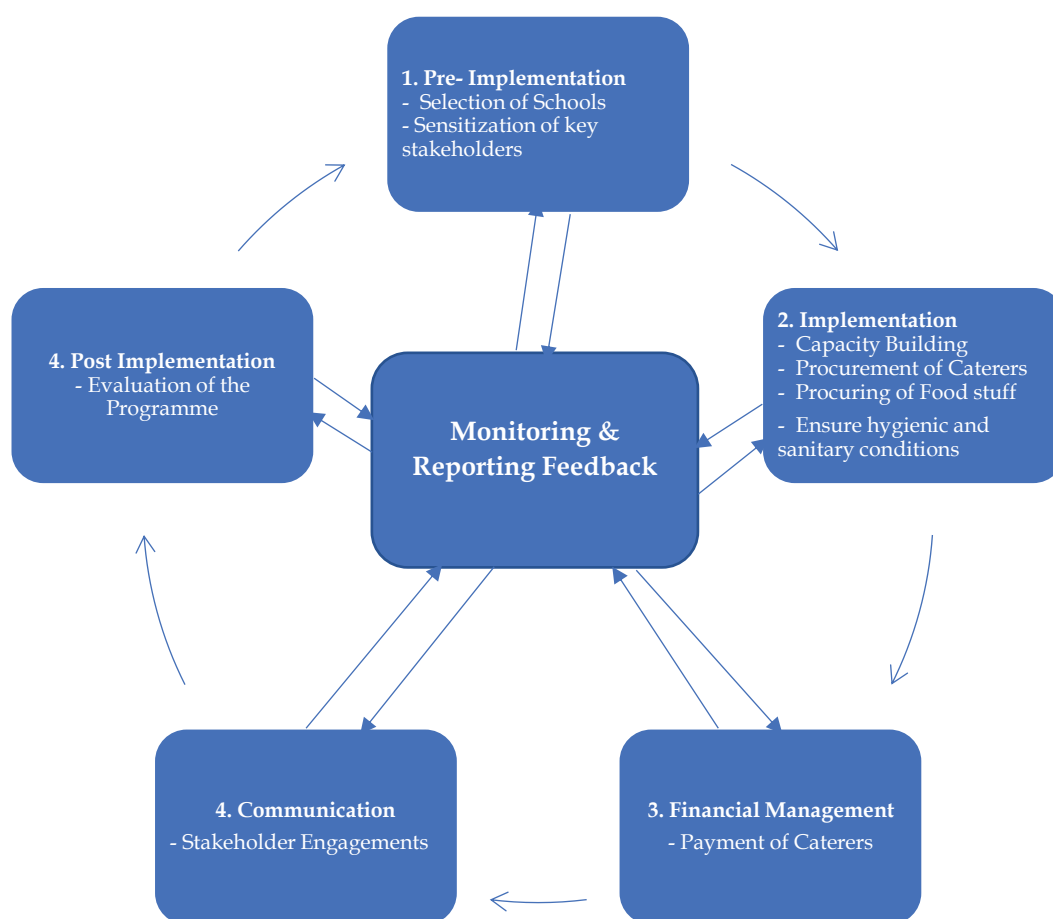 1. Pre- Implementation
- Selection of Schools
- Sensitization of key
stakeholders
2. Implementation
- Capacity Building
- Procurement of Caterers
- Procuring of Food stuff
- Ensure hygienic and
sanitary conditions
4. Post Implementation
- Evaluation of the
Programme
Monitoring &
Reporting Feedback
4. Communication
- Stakeholder Engagements
3. Financial Management
- Payment of Caterers